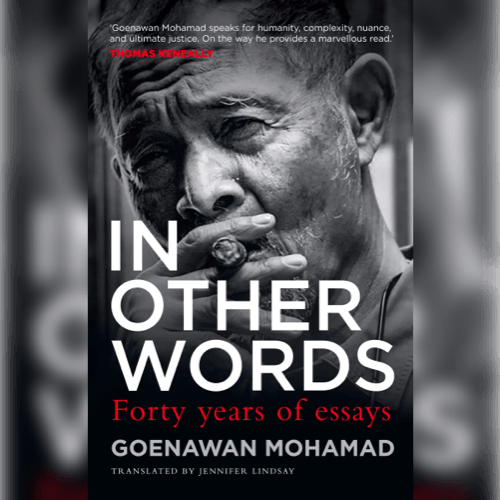 'Goenawan Mohamad speaks for humanity, complexity, nuance,
and ultimate justice. On the way he provides a marvellous read.'
THOMAS KENEALLY
IN
OTHER
WORDS
Forty years of essays
GOENAWAN MOHAMAD
TRANSLATED BY JENNIFER LINDSAY